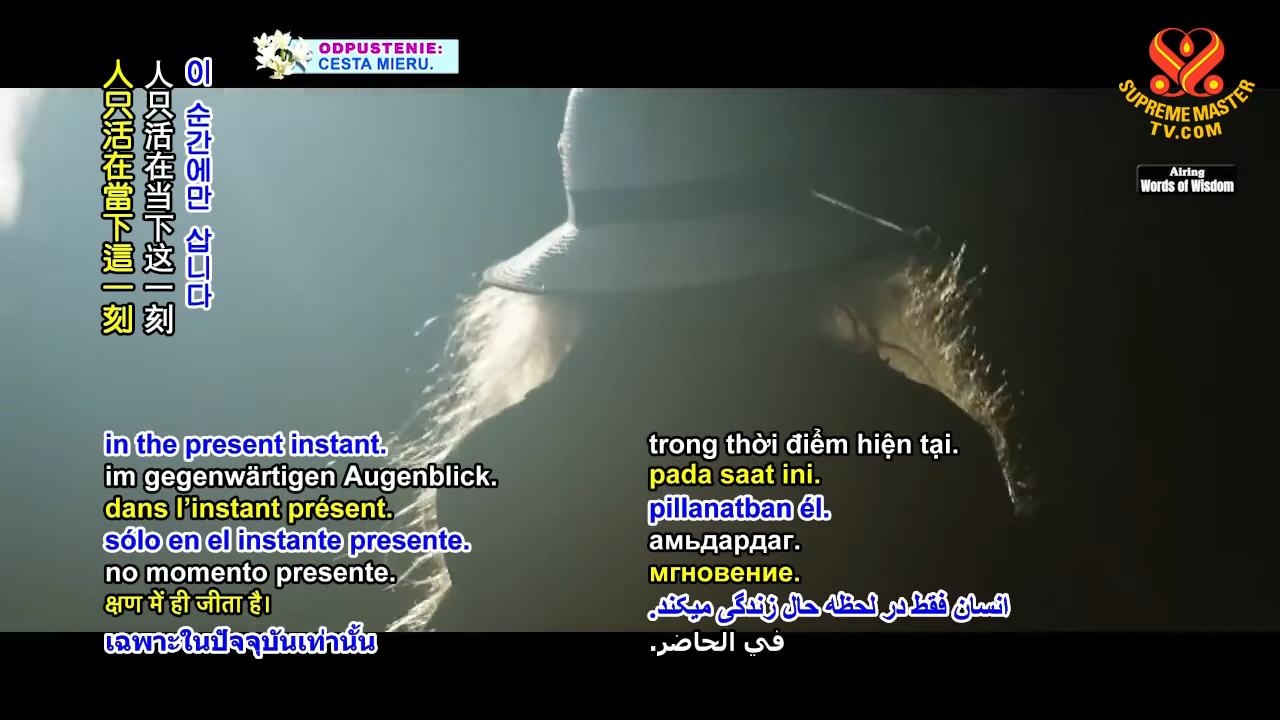 ODPUSTENIE:
CESTA MIERU.
SUPREME MASTER
TV.COM
Airing
Words of Wisdom
人只活在當下這一刻
人只活在当下这一刻
이 순간에만 삽니다
in the present instant.
im gegenwärtigen Augenblick.
dans l’instant présent.
sólo en el instante presente.
no momento presente.
क्षण में ही जीता है।
เฉพาะในปัจจุบันเท่านั้น
trong thời điểm hiện tại.
pada saat ini.
pillanatban él.
амьдардаг.
мгновение.
انسان فقط در لحظه حال زندگی میکند.
في الحاضر.